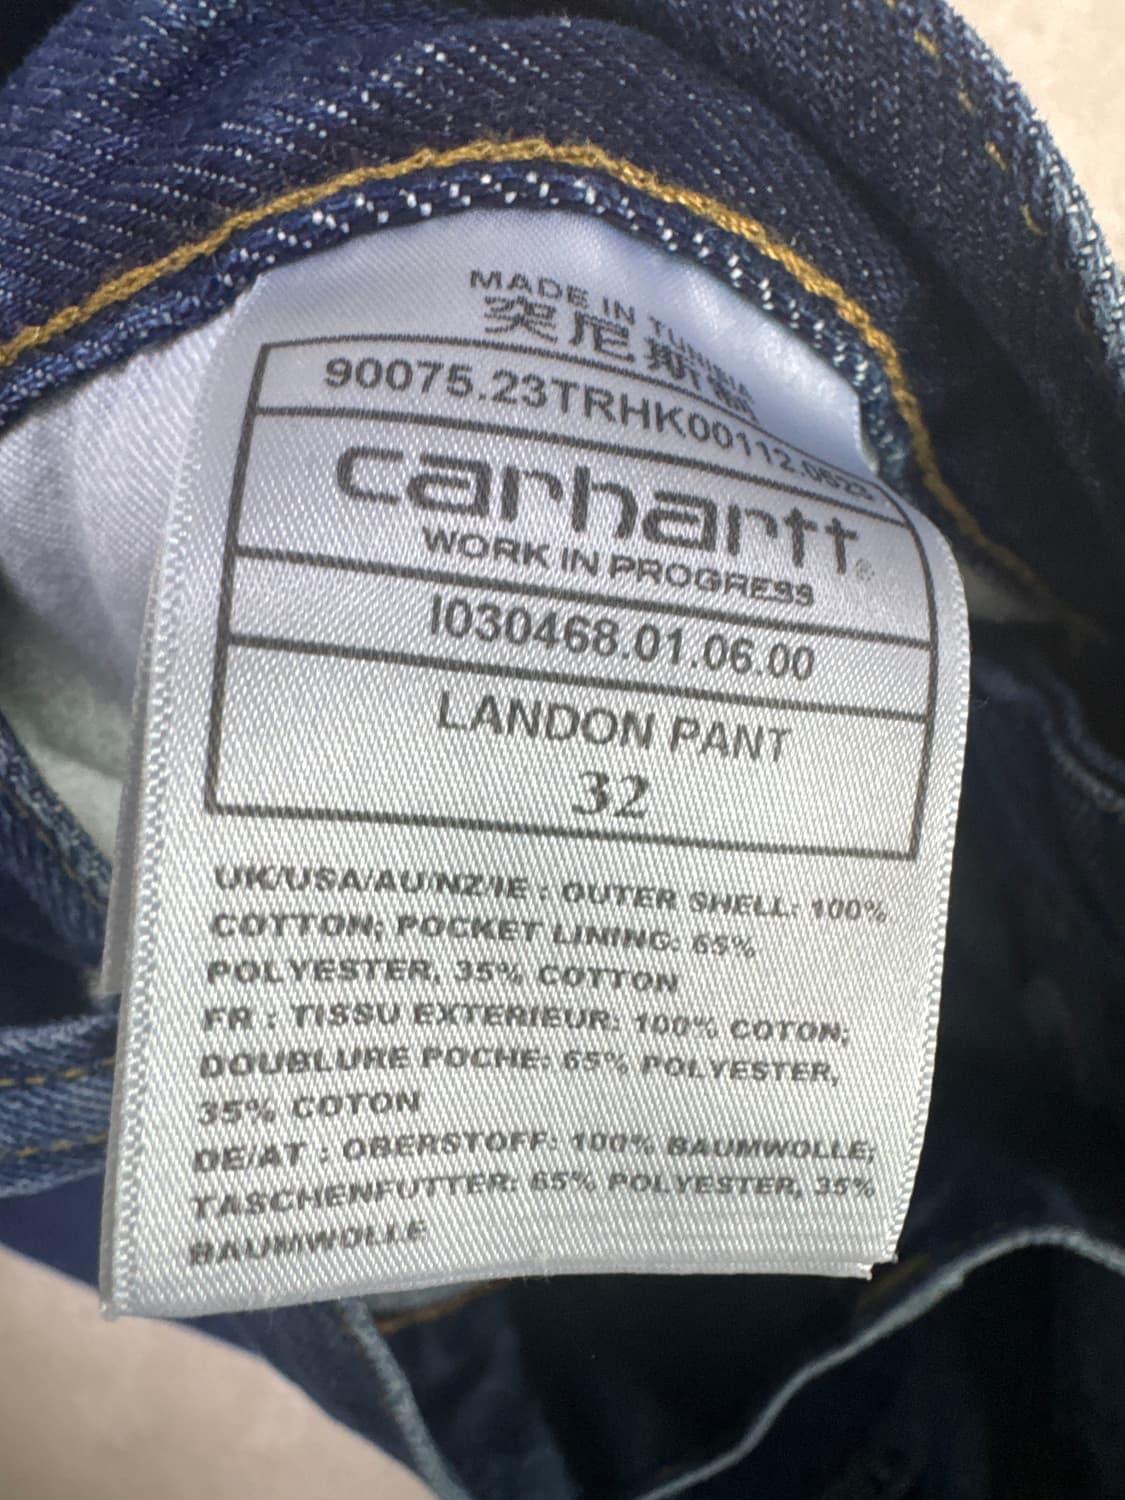 MADE IN TUNISIA
突尼斯
90075.23TRHK00112.0523
carhartt®
WORK IN PROGRESS
I030468.01.06.00
LANDON PANT
32
UK/USA/AU/NZ/IE : OUTER SHELL: 100%
COTTON; POCKET LINING: 65%
POLYESTER, 35% COTTON
FR : TISSU EXTERIEUR: 100% COTON;
DOUBLURE POCHE: 65% POLYESTER,
35% COTON
DE/AT : OBERSTOFF: 100% BAUMWOLLE;
TASCHENFUTTER: 65% POLYESTER, 35%
BAUMWOLLE